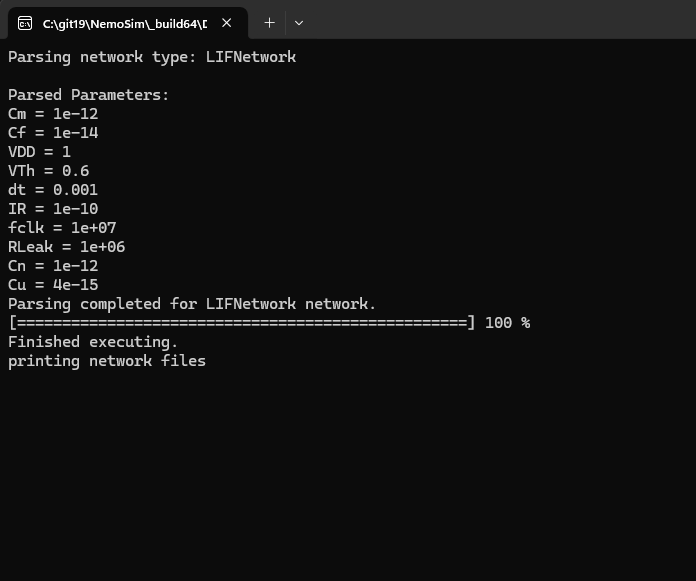 C:\git19\NemoSim\_build64\D
Parsing network type: LIFNetwork
Parsed Parameters:
Cm = 1e-12
Cf = 1e-14
VDD = 1
VTh = 0.6
dt = 0.001
IR = 1e-10
fclk = 1e+07
RLeak = 1e+06
Cn = 1e-12
Cu = 4e-15
Parsing completed for LIFNetwork network.
[==================================================] 100 %
Finished executing.
printing network files